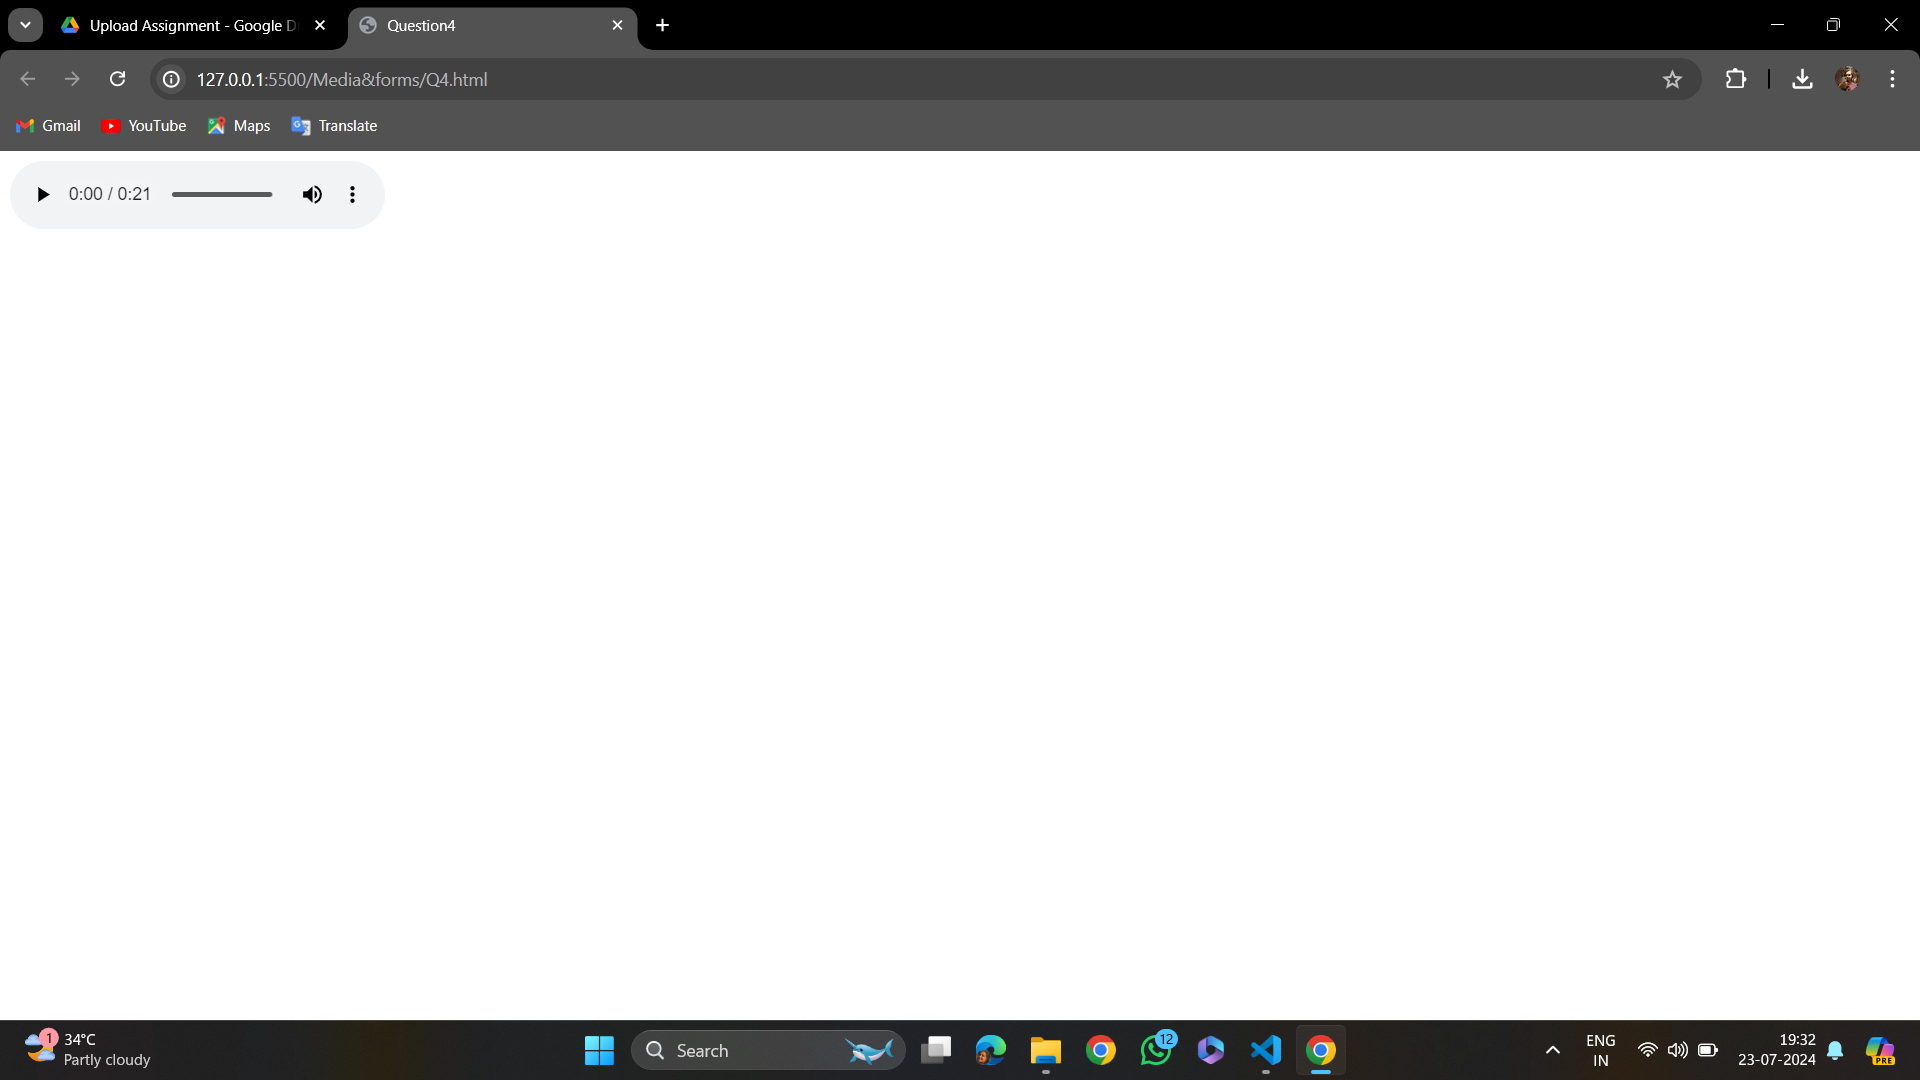 Upload Assignment - Google D
Question4
127.0.0.1:5500/Media&forms/Q4.html
Gmail
YouTube
Maps
Translate
0:00 / 0:21
1
34°C
Partly cloudy
Search
12
ENG
IN
19:32
23-07-2024
PRE